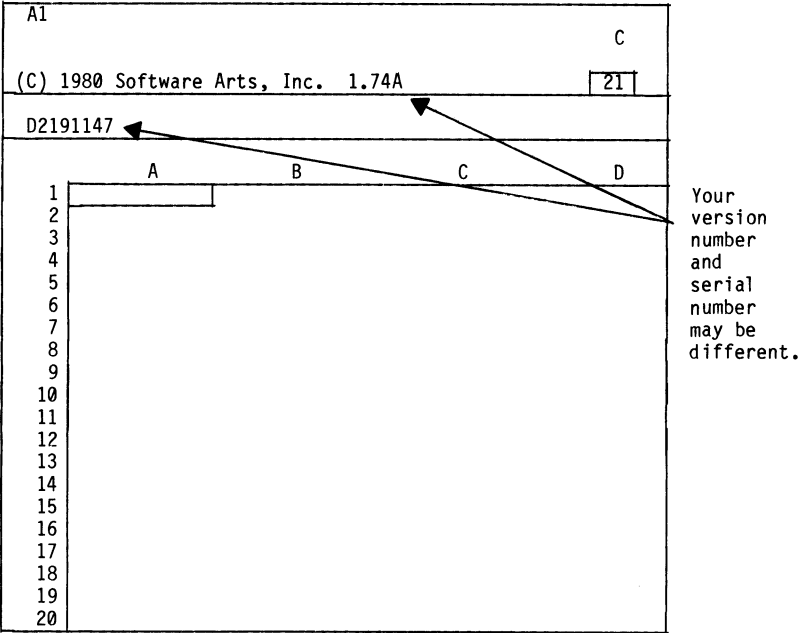 A1
C
(C) 1980 Software Arts, Inc. 1.74A 21
D2191147
A B C D
1
2
3
4
5
6
7
8
9
10
11
12
13
14
15
16
17
18
19
20
Your
version
number
and
serial
number
may be
different.